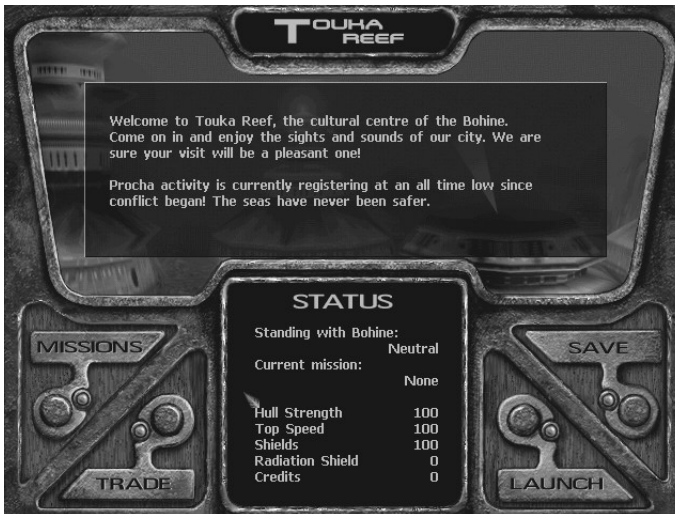 TOUKA
REEF
Welcome to Touka Reef, the cultural centre of the Bohine.
Come on in and enjoy the sights and sounds of our city. We are
sure your visit will be a pleasant one!
Procha activity is currently registering at an all time low since
conflict began! The seas have never been safer.
STATUS
Standing with Bohine:
Neutral
Current mission:
None
Hull Strength 100
Top Speed 100
Shields 100
Radiation Shield 0
Credits 0
MISSIONS
TRADE
SAVE
LAUNCH